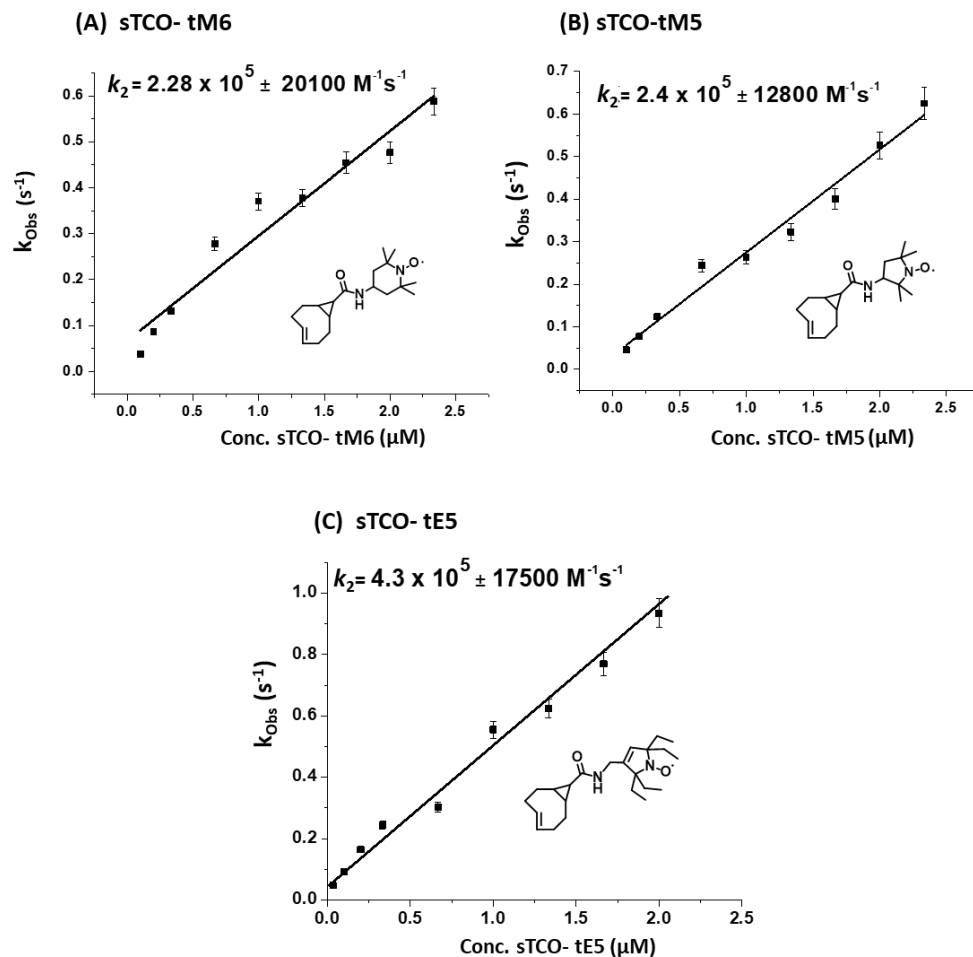 (A) sTCO- tM6
k₂= 2.28 x 10⁵ ± 20100 M⁻¹s⁻¹
kObs (s⁻¹)
0.6
0.5
0.4
0.3
0.2
0.1
0.0
0.0 0.5 1.0 1.5 2.0 2.5
Conc. sTCO- tM6 (µM)
O
N
H
N
O·
(B) sTCO-tM5
k₂= 2.4 x 10⁵ ±12800 M⁻¹s⁻¹
kObs (s⁻¹)
0.7
0.6
0.5
0.4
0.3
0.2
0.1
0.0
0.0 0.5 1.0 1.5 2.0 2.5
Conc. sTCO- tM5 (µM)
O
N
H
N
O·
(C) sTCO- tE5
k₂= 4.3 x 10⁵ ± 17500 M⁻¹s⁻¹
kObs (s⁻¹)
1.0
0.8
0.6
0.4
0.2
0.0
0.0 0.5 1.0 1.5 2.0 2.5
Conc. sTCO- tE5 (µM)
O
N
H
N
O·